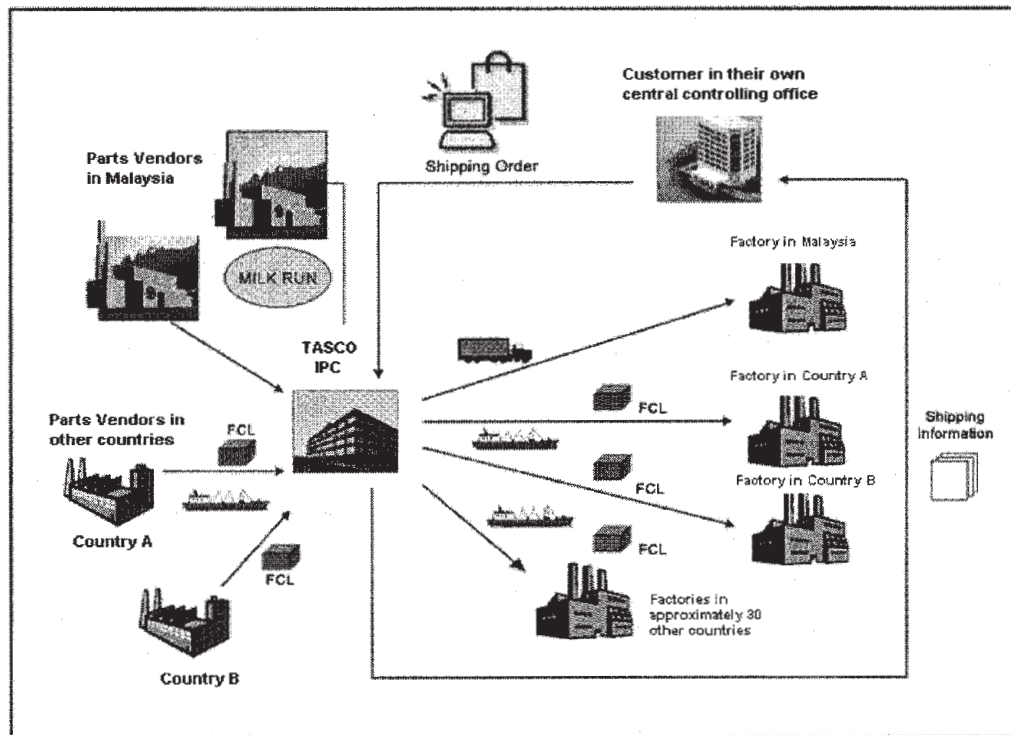 Customer in their own
central controlling office
Shipping Order
Parts Vendors
in Malaysia
MILK RUN
Factory in Malaysia
TASCO
IPC
Factory in Country A
FCL
Parts Vendors in
other countries
FCL
Shipping
Information
Factory in Country B
FCL
Country A
FCL
FCL
Factories in
approximately 30
other countries
Country B